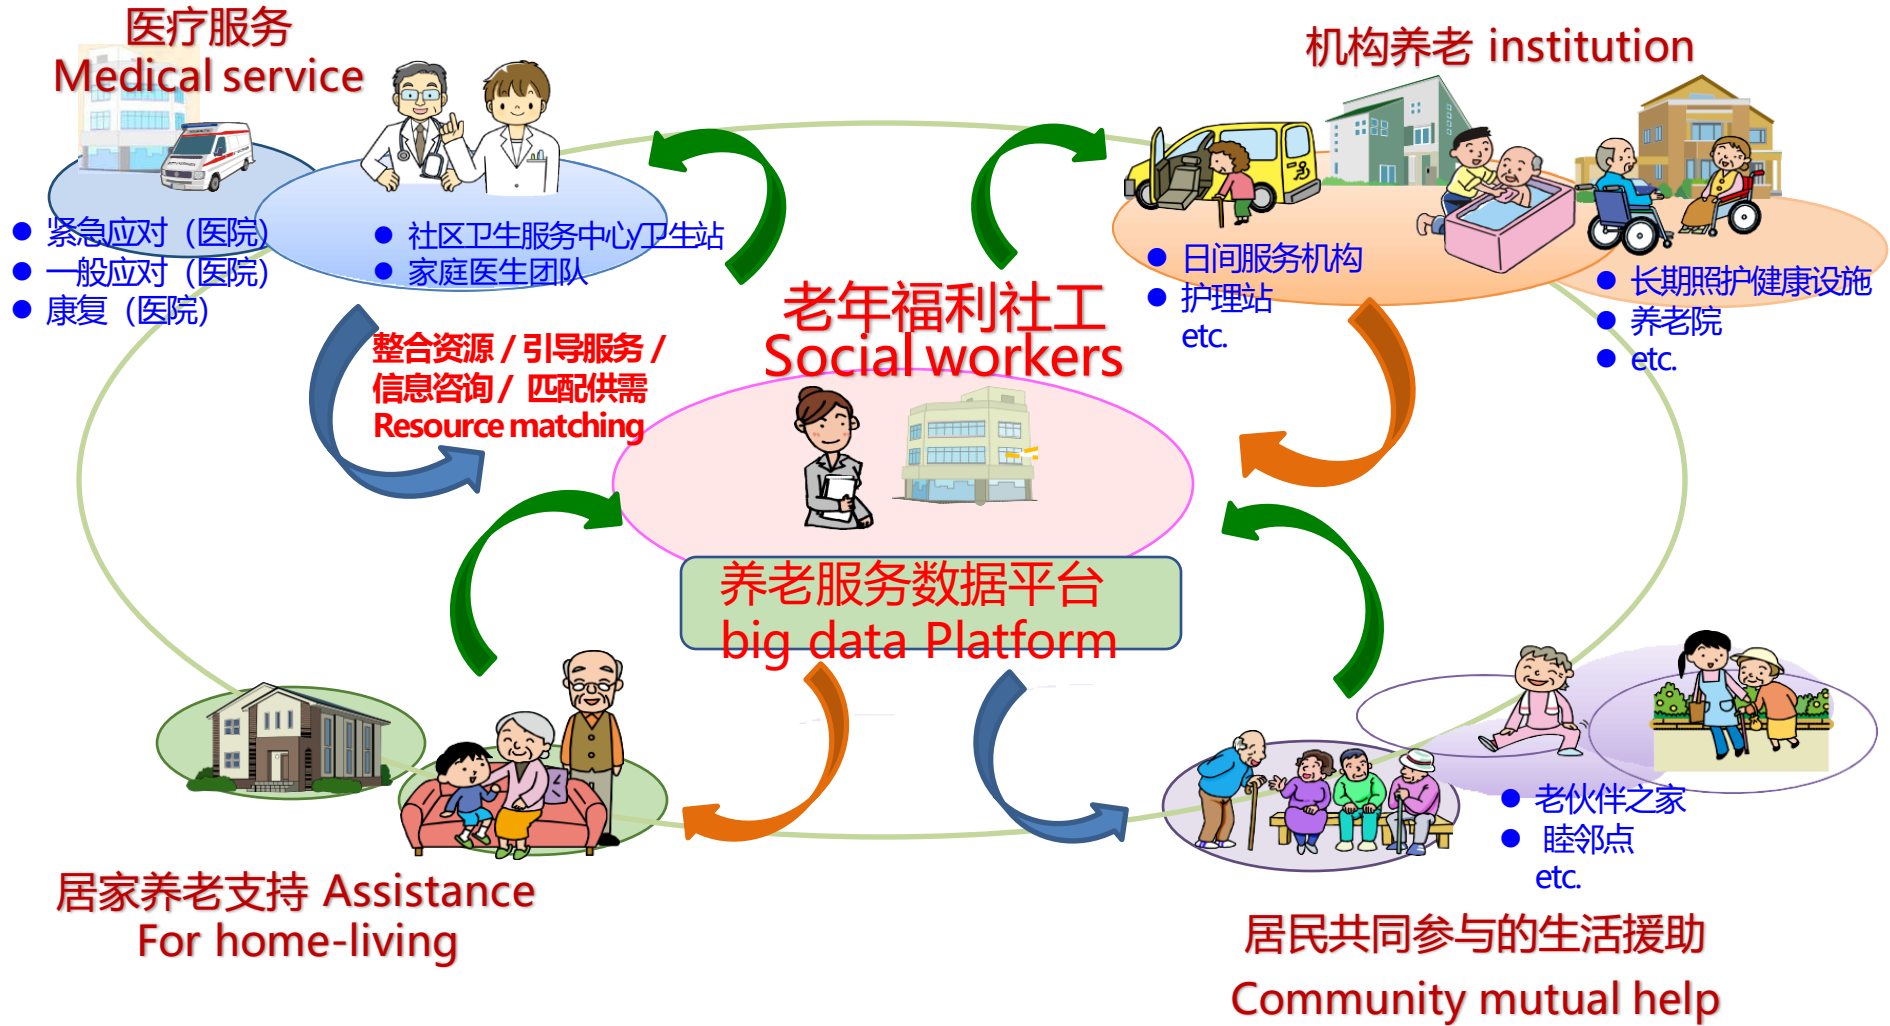 医疗服务
Medical service
● 紧急应对（医院）
● 一般应对（医院）
● 康复（医院）
● 社区卫生服务中心/卫生站
● 家庭医生团队
机构养老 institution
● 日间服务机构
● 护理站
etc.
● 长期照护健康设施
● 养老院
● etc.
整合资源 / 引导服务 /
信息咨询 / 匹配供需
Resource matching
老年福利社工
Social workers
养老服务数据平台
big data Platform
居家养老支持 Assistance
For home-living
● 老伙伴之家
● 睦邻点
etc.
居民共同参与的生活援助
Community mutual help